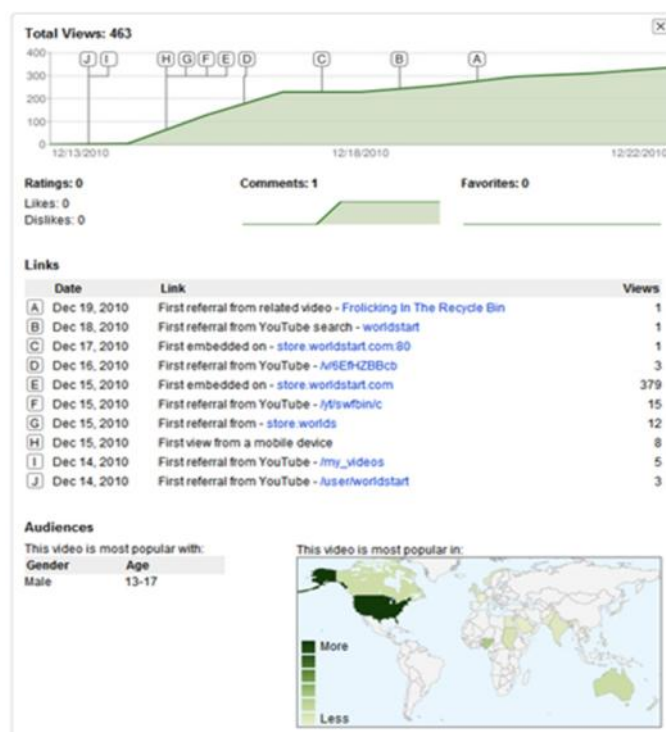 Total Views: 463
400
300
200
100
0
J I H G F E D C B A
12/13/2010 12/18/2010 12/22/2010
Ratings: 0 Comments: 1 Favorites: 0
Likes: 0
Dislikes: 0
Links
Date Link Views
A Dec 19, 2010 First referral from related video - Frolicking In The Recycle Bin 1
B Dec 18, 2010 First referral from YouTube search - worldstart 1
C Dec 17, 2010 First embedded on - store.worldstart.com:80 1
D Dec 16, 2010 First referral from YouTube - /v/6EfHZBBcb 3
E Dec 15, 2010 First embedded on - store.worldstart.com 379
F Dec 15, 2010 First referral from YouTube - /yt/swfbin/c 15
G Dec 15, 2010 First referral from - store.worlds 12
H Dec 15, 2010 First view from a mobile device 8
I Dec 14, 2010 First referral from YouTube - /my_videos 5
J Dec 14, 2010 First referral from YouTube - /user/worldstart 3
Audiences
This video is most popular with: This video is most popular in:
Gender Age
Male 13-17
More
Less